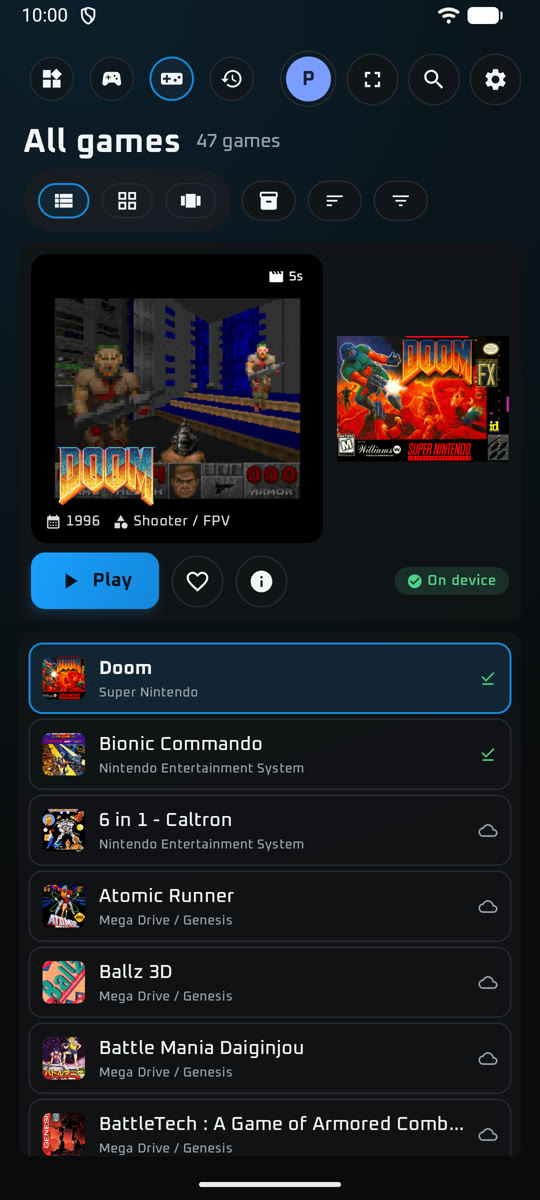 10:00
P
All games 47 games
5s
DOOM
ARMOR
1996 Shooter / FPV
DOOM
FX
id
Williams
SUPER NINTENDO
Play
On device
Doom
Super Nintendo
Bionic Commando
Nintendo Entertainment System
6 in 1 - Caltron
Nintendo Entertainment System
Atomic Runner
Mega Drive / Genesis
Ballz 3D
Mega Drive / Genesis
Battle Mania Daiginjou
Mega Drive / Genesis
BattleTech : A Game of Armored Comb...
Mega Drive / Genesis